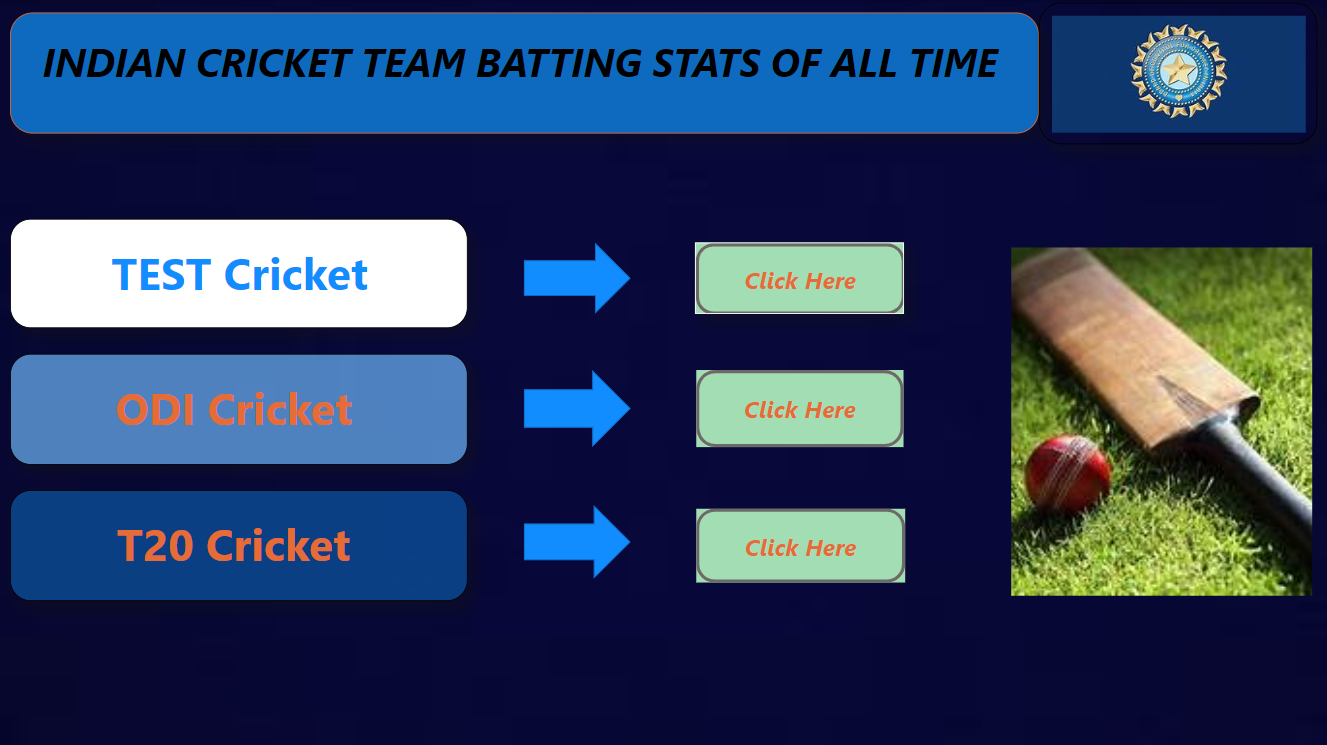 INDIAN CRICKET TEAM BATTING STATS OF ALL TIME
TEST Cricket
Click Here
ODI Cricket
Click Here
T20 Cricket
Click Here